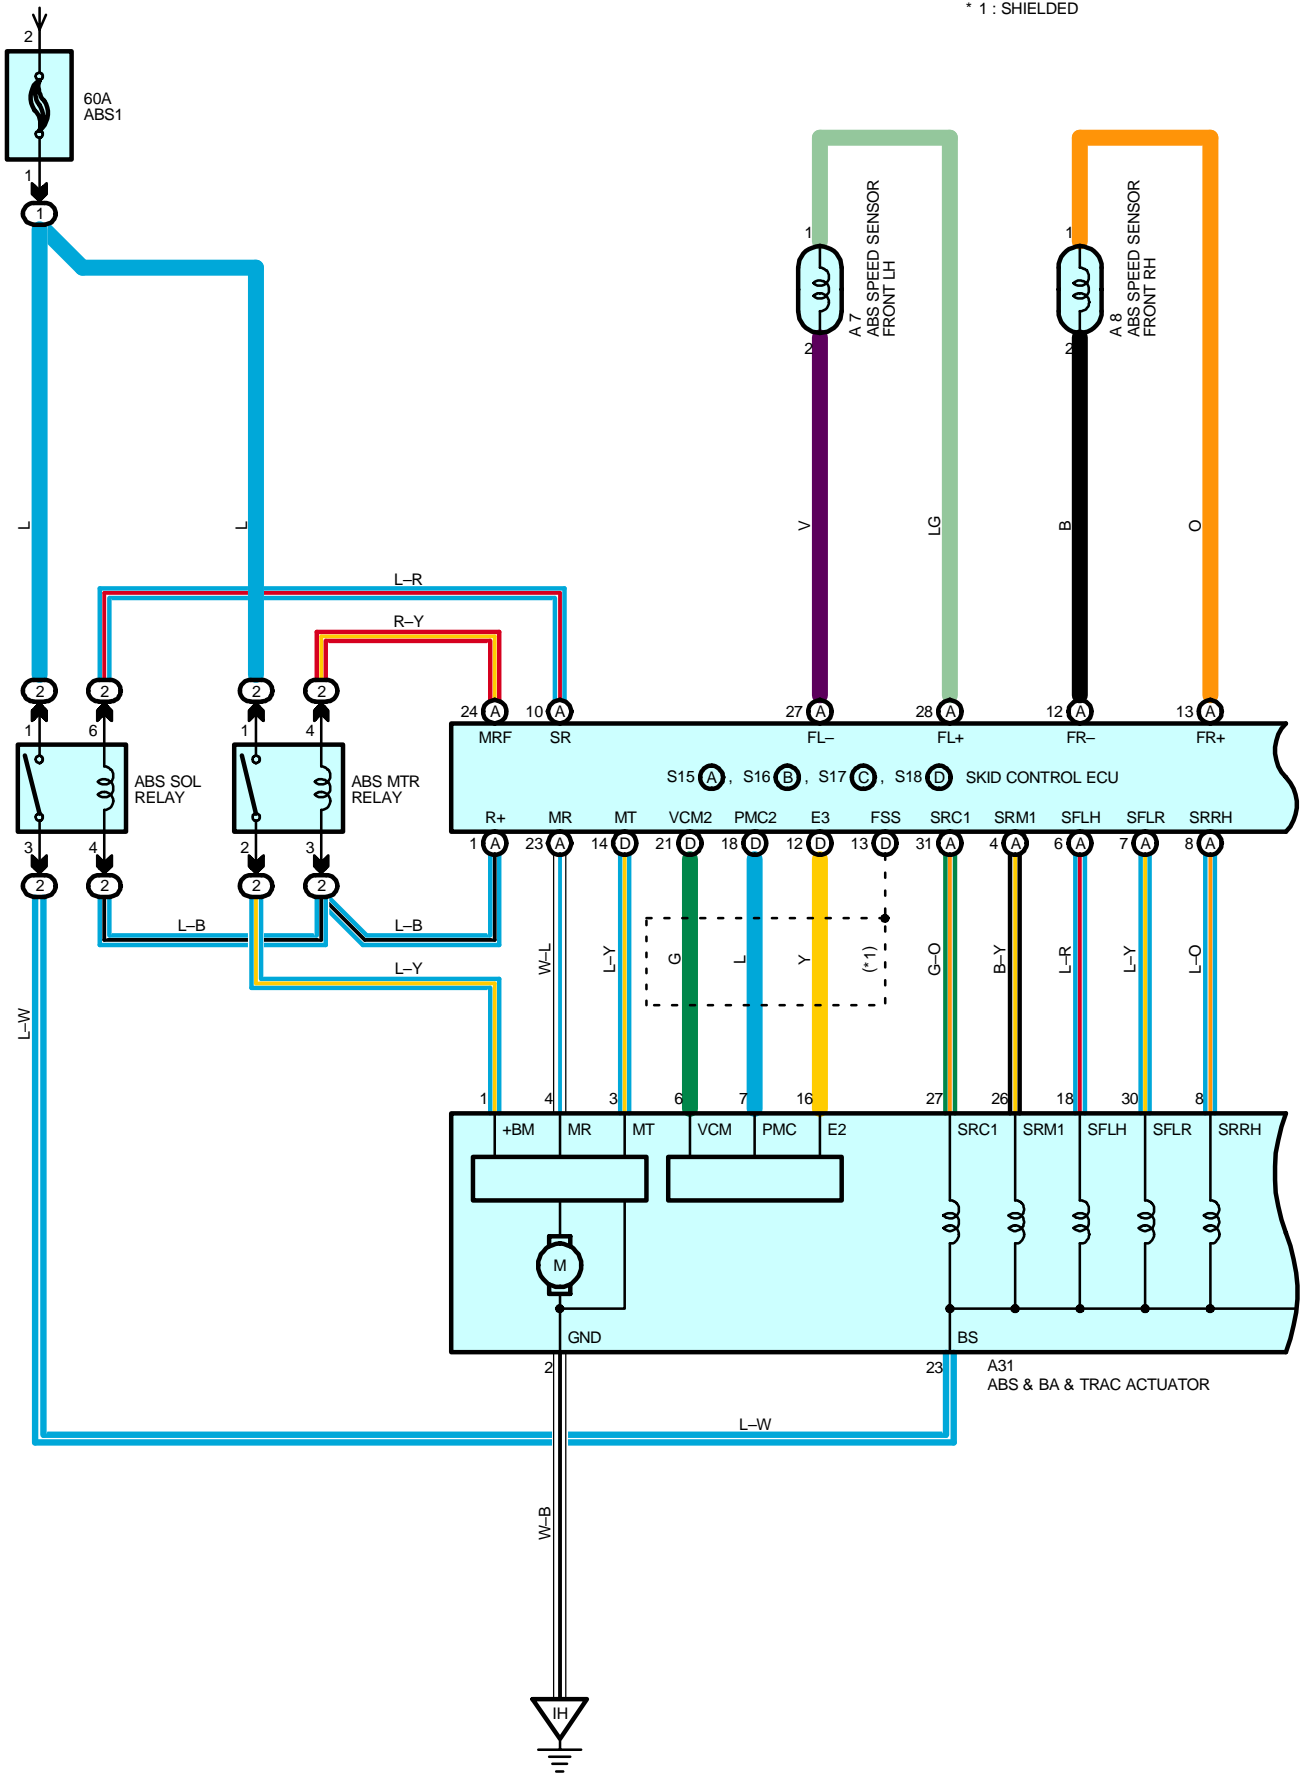 * 1 : SHIELDED
2
60A
ABS1
1
1
1
A 7
ABS SPEED SENSOR
FRONT LH
2
1
A 8
ABS SPEED SENSOR
FRONT RH
2
L
L
V
LG
B
O
L–R
R–Y
2
2
2
2
1
6
1
4
24 A
10 A
27 A
28 A
12 A
13 A
MRF
SR
FL–
FL+
FR–
FR+
ABS SOL
RELAY
ABS MTR
RELAY
S15 A , S16 B , S17 C , S18 D SKID CONTROL ECU
R+
MR
MT
VCM2
PMC2
E3
FSS
SRC1
SRM1
SFLH
SFLR
SRRH
3
4
2
3
1 A
23 A
14 D
21 D
18 D
12 D
13 D
31 A
4 A
6 A
7 A
8 A
2
2
2
2
L–B
L–B
L–Y
L–W
W–L
L–Y
G
L
Y
(*1)
G–O
B–Y
L–R
L–Y
L–O
1
4
3
6
7
16
27
26
18
30
8
+BM
MR
MT
VCM
PMC
E2
SRC1
SRM1
SFLH
SFLR
SRRH
M
GND
BS
2
23
A31
ABS & BA & TRAC ACTUATOR
L–W
W–B
IH